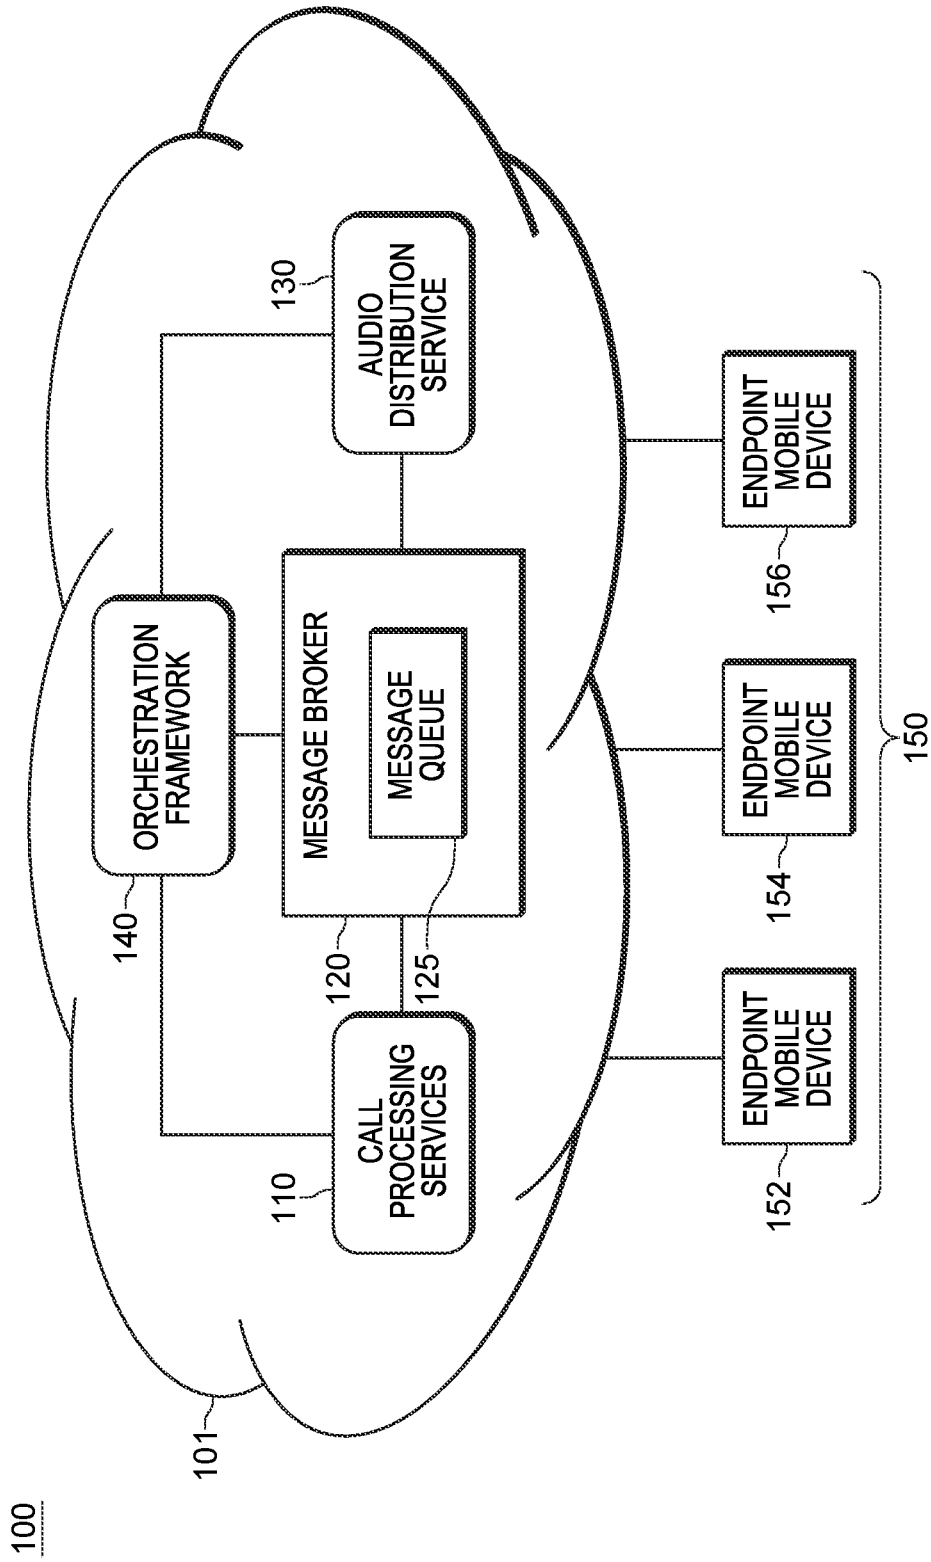 100
101
140
ORCHESTRATION
FRAMEWORK
110
CALL
PROCESSING
SERVICES
120
125
MESSAGE BROKER
MESSAGE
QUEUE
130
AUDIO
DISTRIBUTION
SERVICE
152
ENDPOINT
MOBILE
DEVICE
154
ENDPOINT
MOBILE
DEVICE
156
ENDPOINT
MOBILE
DEVICE
150